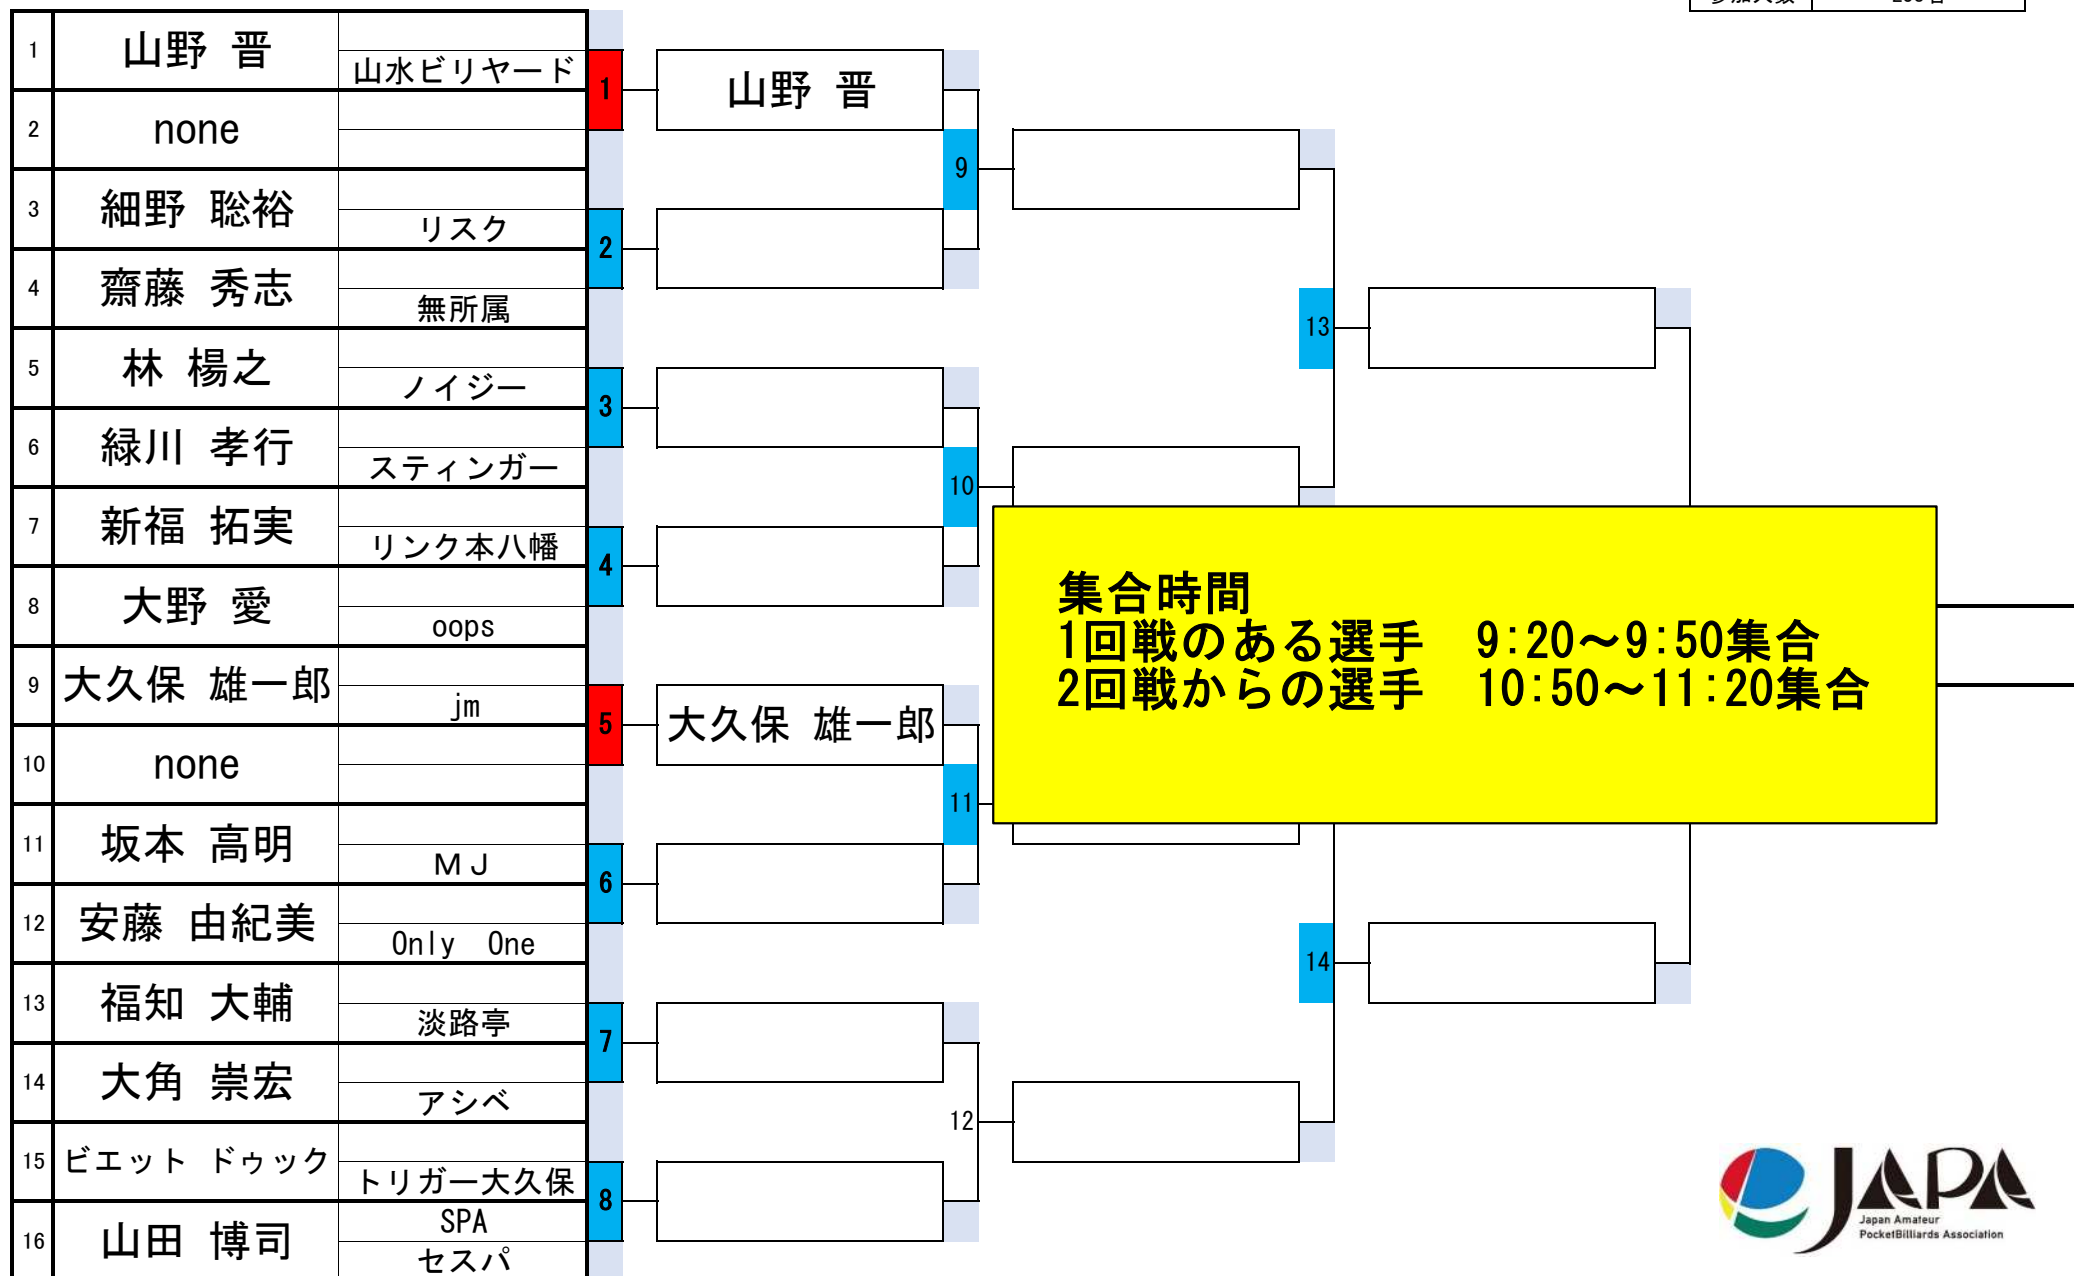 1 山野 晋 山水ビリヤード
2 none
3 細野 聡裕 リスク
4 齋藤 秀志 無所属
5 林 楊之 ノイジー
6 緑川 孝行 スティンガー
7 新福 拓実 リンク本八幡
8 大野 愛 oops
9 大久保 雄一郎 jm
10 none
11 坂本 高明 ＭＪ
12 安藤 由紀美 Only One
13 福知 大輔 淡路亭
14 大角 崇宏 アシベ
15 ビエット ドゥック トリガー大久保
16 山田 博司 SPA
セスパ
1
2
3
4
5
6
7
8
山野 晋
大久保 雄一郎
9
10
11
12
13
14
集合時間
1回戦のある選手　9:20～9:50集合
2回戦からの選手　10:50～11:20集合
JAPA
Japan Amateur
PocketBilliards Association